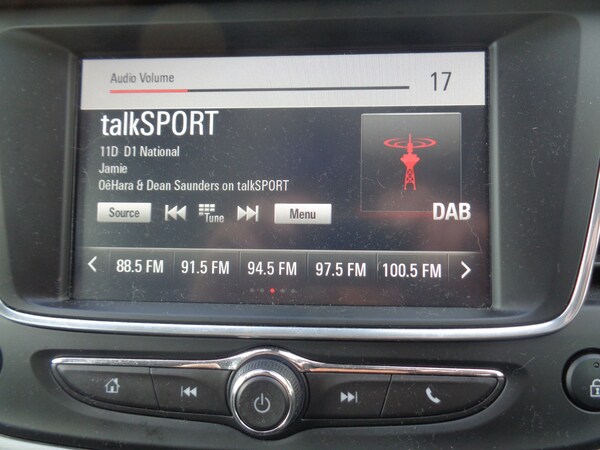 Audio Volume 17
talkSPORT
11D D1 National
Jamie
OêHara & Dean Saunders on talkSPORT
Source Tune Menu
DAB
88.5 FM 91.5 FM 94.5 FM 97.5 FM 100.5 FM